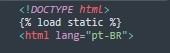 <!DOCTYPE html>
{% load static %}
<html lang="pt-BR">